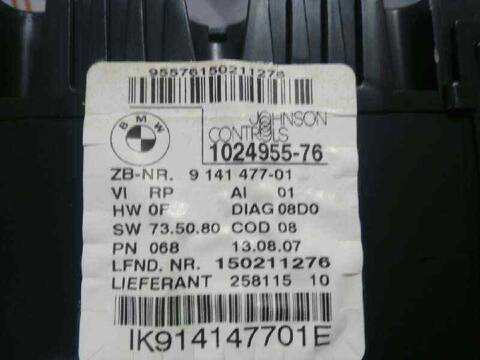 95576150211276
BMW
JOHNSON
CONTROLS
1024955-76
ZB-NR. 9 141 477-01
VI RP AI 01
HW 0F DIAG 08D0
SW 73.50.80 COD 08
PN 068 13.08.07
LFND. NR. 150211276
LIEFERANT 258115 10
IK914147701E